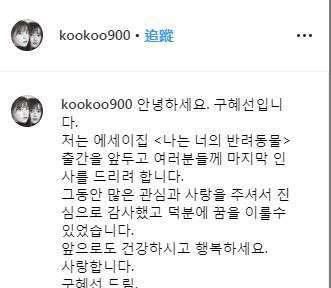 kookoo900 • 追蹤
kookoo900 안녕하세요. 구혜선입니
다.
저는 에세이집 <나는 너의 반려동물>
출간을 앞두고 여러분들께 마지막 인
사를 드리려 합니다.
그동안 많은 관심과 사랑을 주셔서 진
심으로 감사했고 덕분에 꿈을 이룰수
있었습니다.
앞으로도 건강하시고 행복하세요.
사랑합니다.
구혜선 드림.